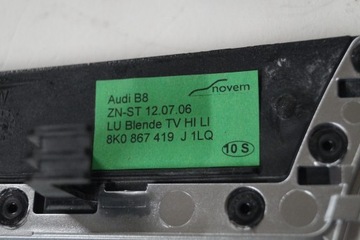 novem
Audi B8
ZN-ST 12.07.06
LU Blende TV HI LI
8K0 867 419 J 1LQ
10 S